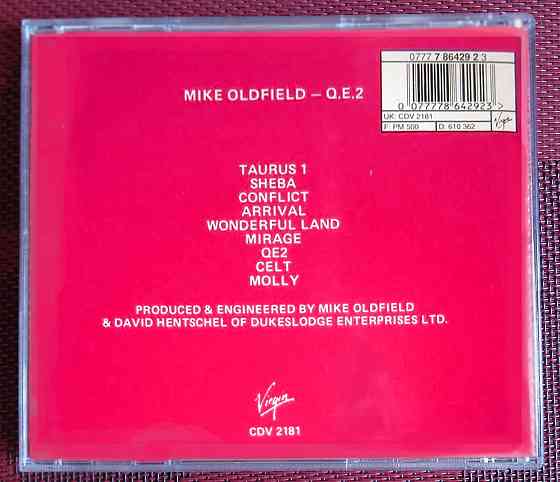 0777 7 86429 2 3
0 077778 642923 >
UK: CDV 2181
F: PM 500 D: 610 362
Virgin
MIKE OLDFIELD – Q.E.2
TAURUS 1
SHEBA
CONFLICT
ARRIVAL
WONDERFUL LAND
MIRAGE
QE2
CELT
MOLLY
PRODUCED & ENGINEERED BY MIKE OLDFIELD
& DAVID HENTSCHEL OF DUKESLODGE ENTERPRISES LTD.
Virgin
CDV 2181